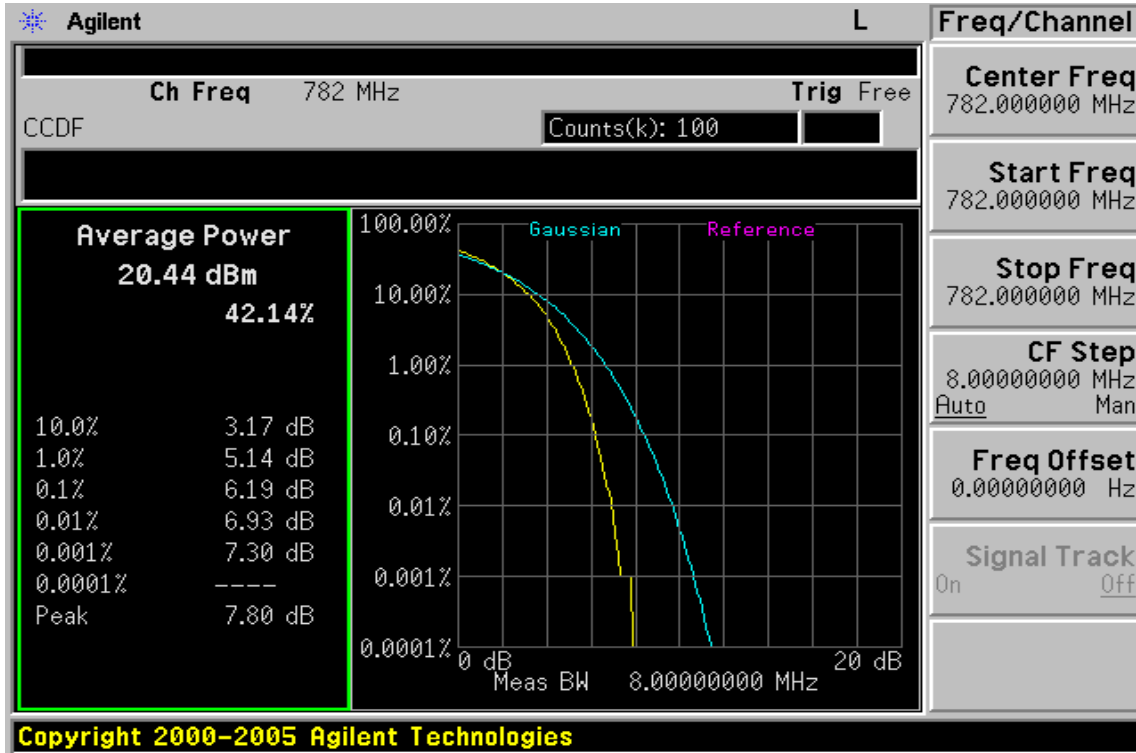 Agilent L
Ch Freq 782 MHz Trig Free
CCDF Counts(k): 100
Average Power
20.44 dBm
42.14%
10.0% 3.17 dB
1.0% 5.14 dB
0.1% 6.19 dB
0.01% 6.93 dB
0.001% 7.30 dB
0.0001% ----
Peak 7.80 dB
Gaussian Reference
100.00%
10.00%
1.00%
0.10%
0.01%
0.001%
0.0001%
0 dB 20 dB
Meas BW 8.00000000 MHz
Freq/Channel
Center Freq
782.000000 MHz
Start Freq
782.000000 MHz
Stop Freq
782.000000 MHz
CF Step
8.00000000 MHz
Auto Man
Freq Offset
0.00000000 Hz
Signal Track
On Off
Copyright 2000-2005 Agilent Technologies